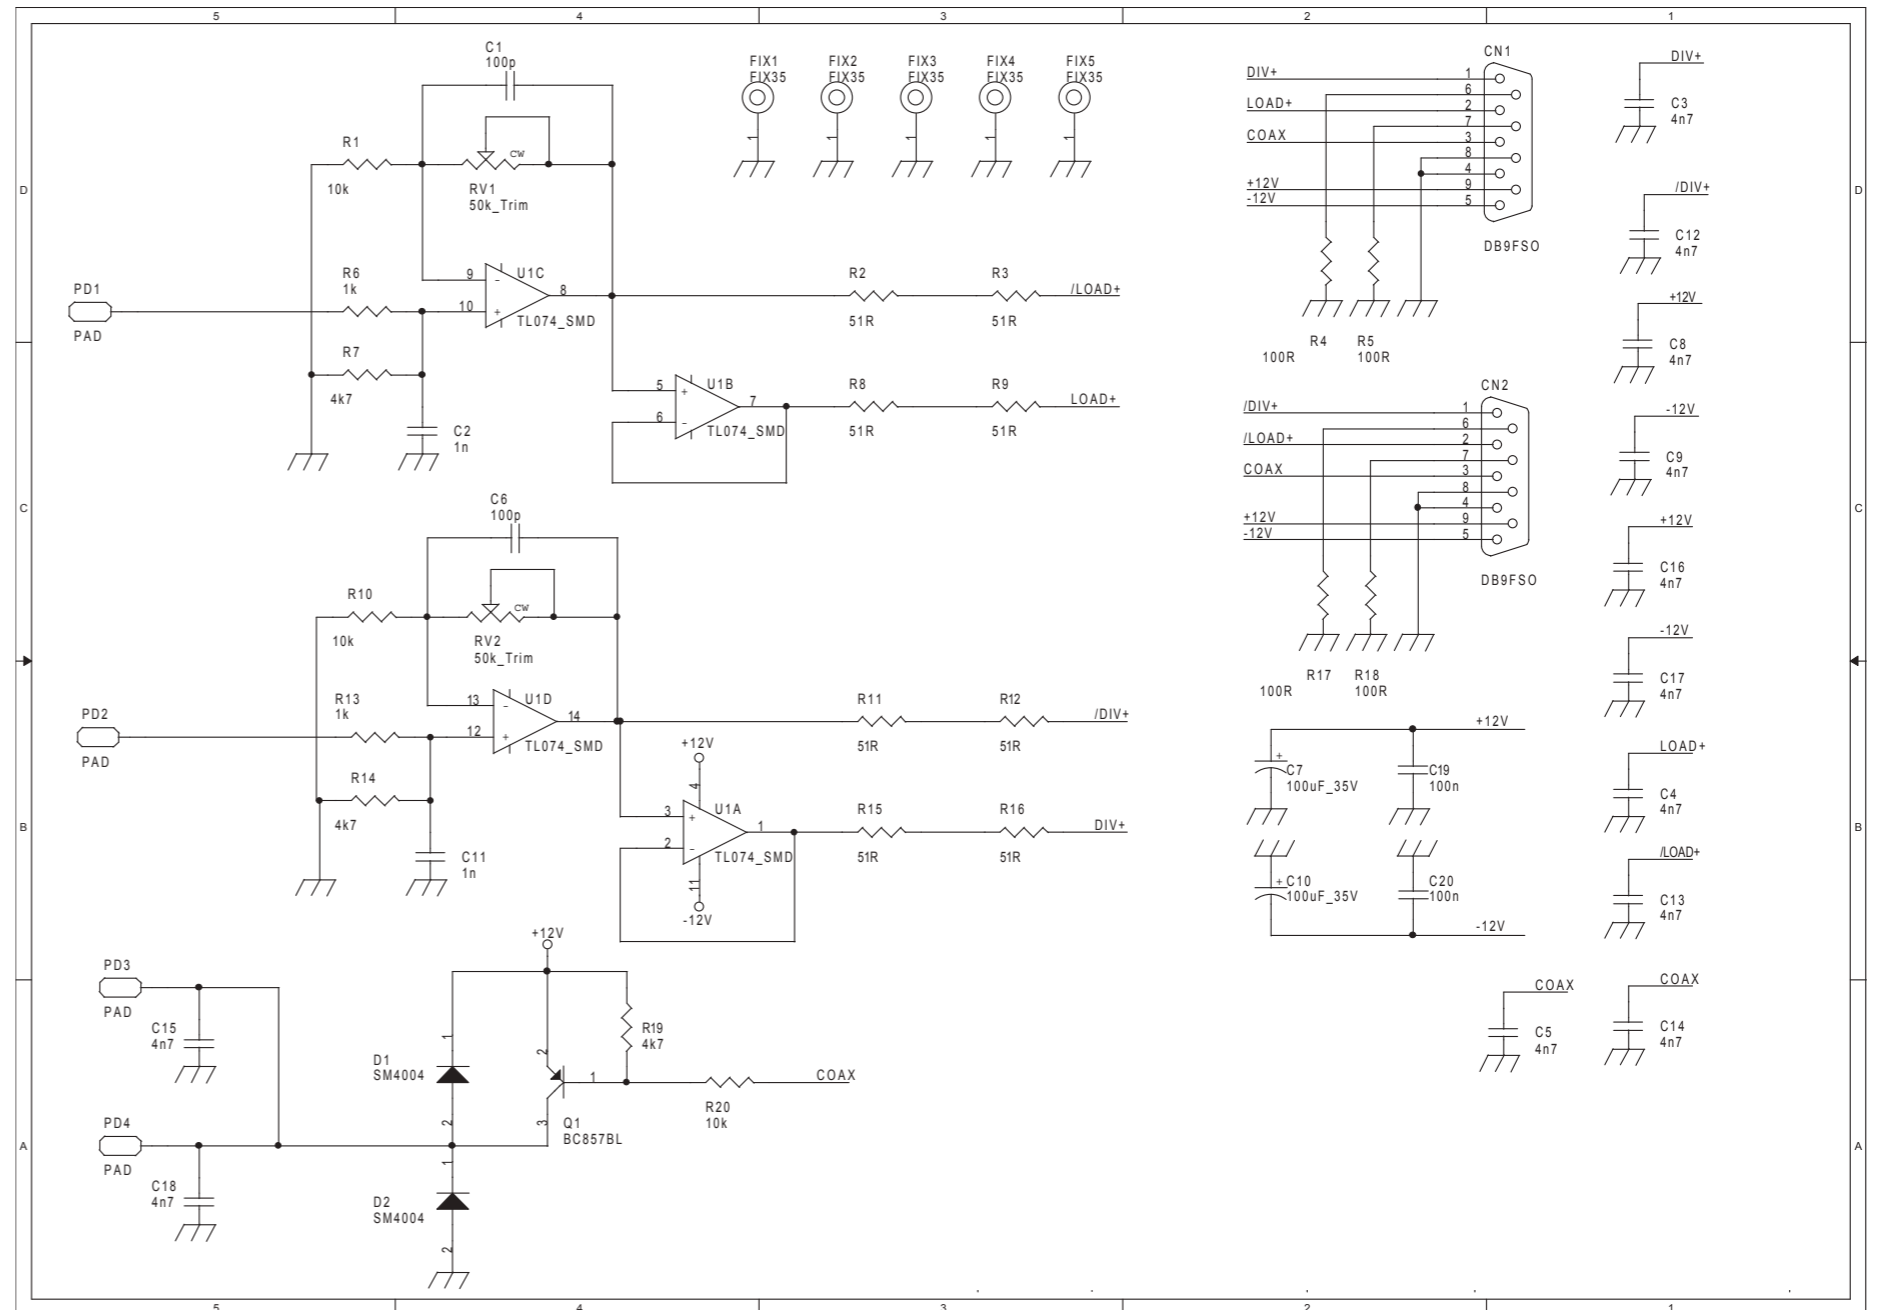 5 4 3 2 1
C1
100p
R1
10k
CW
RV1
50k_Trim
R6
1k
9 - U1C
8
10 +
TL074_SMD
PD1
PAD
R7
4k7
C2
1n
R2
51R
R3
51R
/LOAD+
5 + U1B
7
6 -
TL074_SMD
R8
51R
R9
51R
LOAD+
FIX1
FIX35
1
FIX2
FIX35
1
FIX3
FIX35
1
FIX4
FIX35
1
FIX5
FIX35
1
CN1
DIV+
LOAD+
COAX
+12V
-12V
1
6
2
7
3
8
4
9
5
DB9FSO
R4
100R
R5
100R
CN2
/DIV+
/LOAD+
COAX
+12V
-12V
1
6
2
7
3
8
4
9
5
DB9FSO
R17
100R
R18
100R
DIV+
C3
4n7
/DIV+
C12
4n7
+12V
C8
4n7
-12V
C9
4n7
+12V
C16
4n7
-12V
C17
4n7
LOAD+
C4
4n7
/LOAD+
C13
4n7
COAX
C14
4n7
COAX
C5
4n7
C6
100p
R10
10k
CW
RV2
50k_Trim
R13
1k
13 - U1D
14
12 +
TL074_SMD
PD2
PAD
R14
4k7
C11
1n
R11
51R
R12
51R
/DIV+
+12V
4
3 + U1A
1
2 -
TL074_SMD
11
-12V
R15
51R
R16
51R
DIV+
+12V
+
C7
100uF_35V
C19
100n
+
C10
100uF_35V
C20
100n
-12V
PD3
PAD
C15
4n7
PD4
PAD
C18
4n7
+12V
1
D1
SM4004
2
1
D2
SM4004
2
2
1
3
Q1
BC857BL
R19
4k7
R20
10k
COAX
D D
C C
B B
A A
5 4 3 2 1